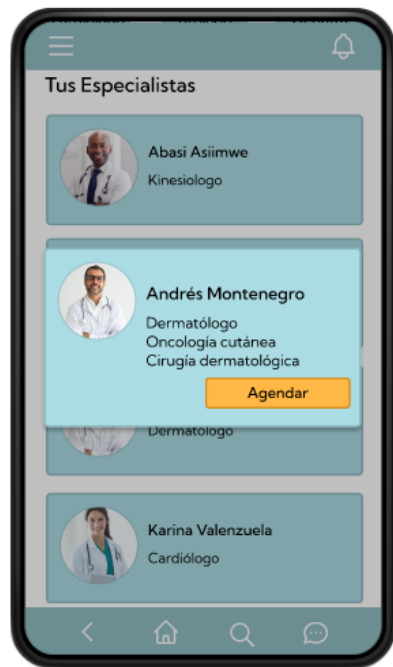 Tus Especialistas
Abasi Asiimwe
Kinesiologo
Andrés Montenegro
Dermatólogo
Oncología cutánea
Cirugía dermatológica
Agendar
Dermatologo
Karina Valenzuela
Cardiólogo